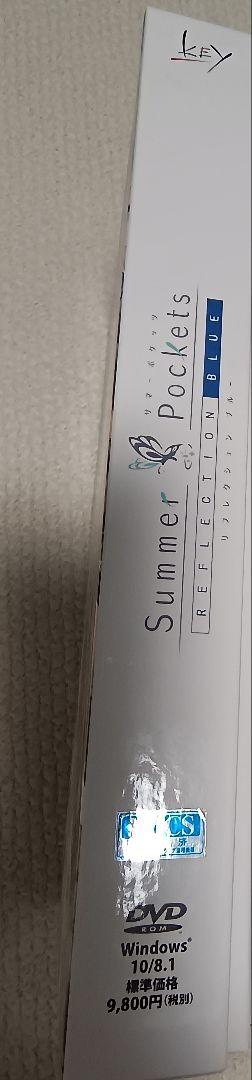 KEY
サマーポケッツ
Summer Pockets
REFLECTION BLUE
リフレクション ブルー
DVD
ROM
Windows®
10/8.1
標準価格
9,800円(税別)